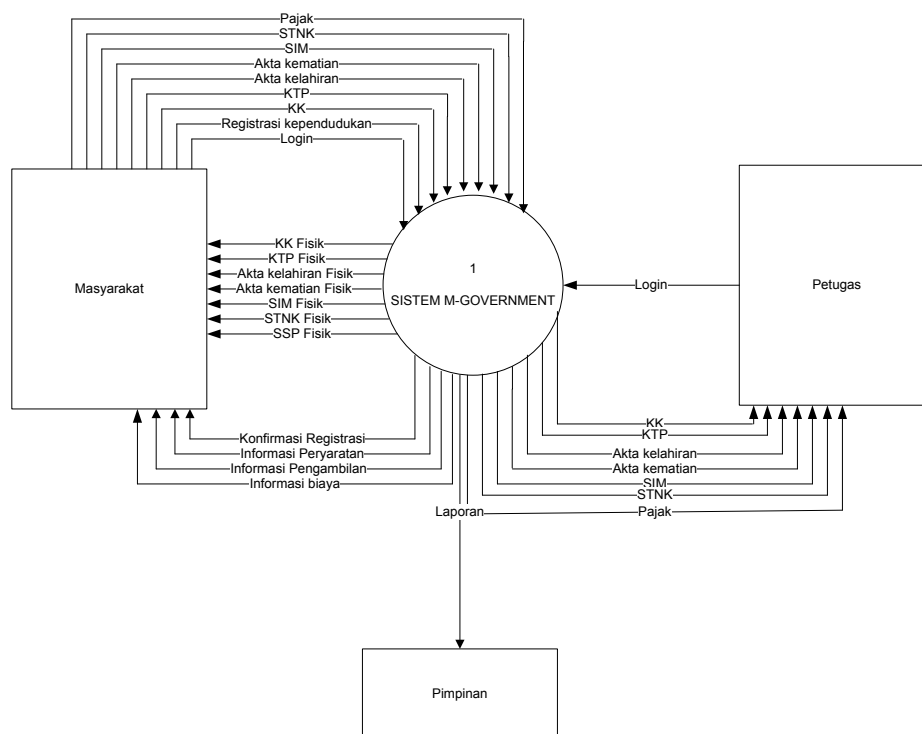 Pajak
STNK
SIM
Akta kematian
Akta kelahiran
KTP
KK
Registrasi kependudukan
Login
Masyarakat
KK Fisik
KTP Fisik
Akta kelahiran Fisik
Akta kematian Fisik
SIM Fisik
STNK Fisik
SSP Fisik
1
SISTEM M-GOVERNMENT
Login
Petugas
Konfirmasi Registrasi
Informasi Peryaratan
Informasi Pengambilan
Informasi biaya
KK
KTP
Akta kelahiran
Akta kematian
SIM
STNK
Pajak
Laporan
Pimpinan